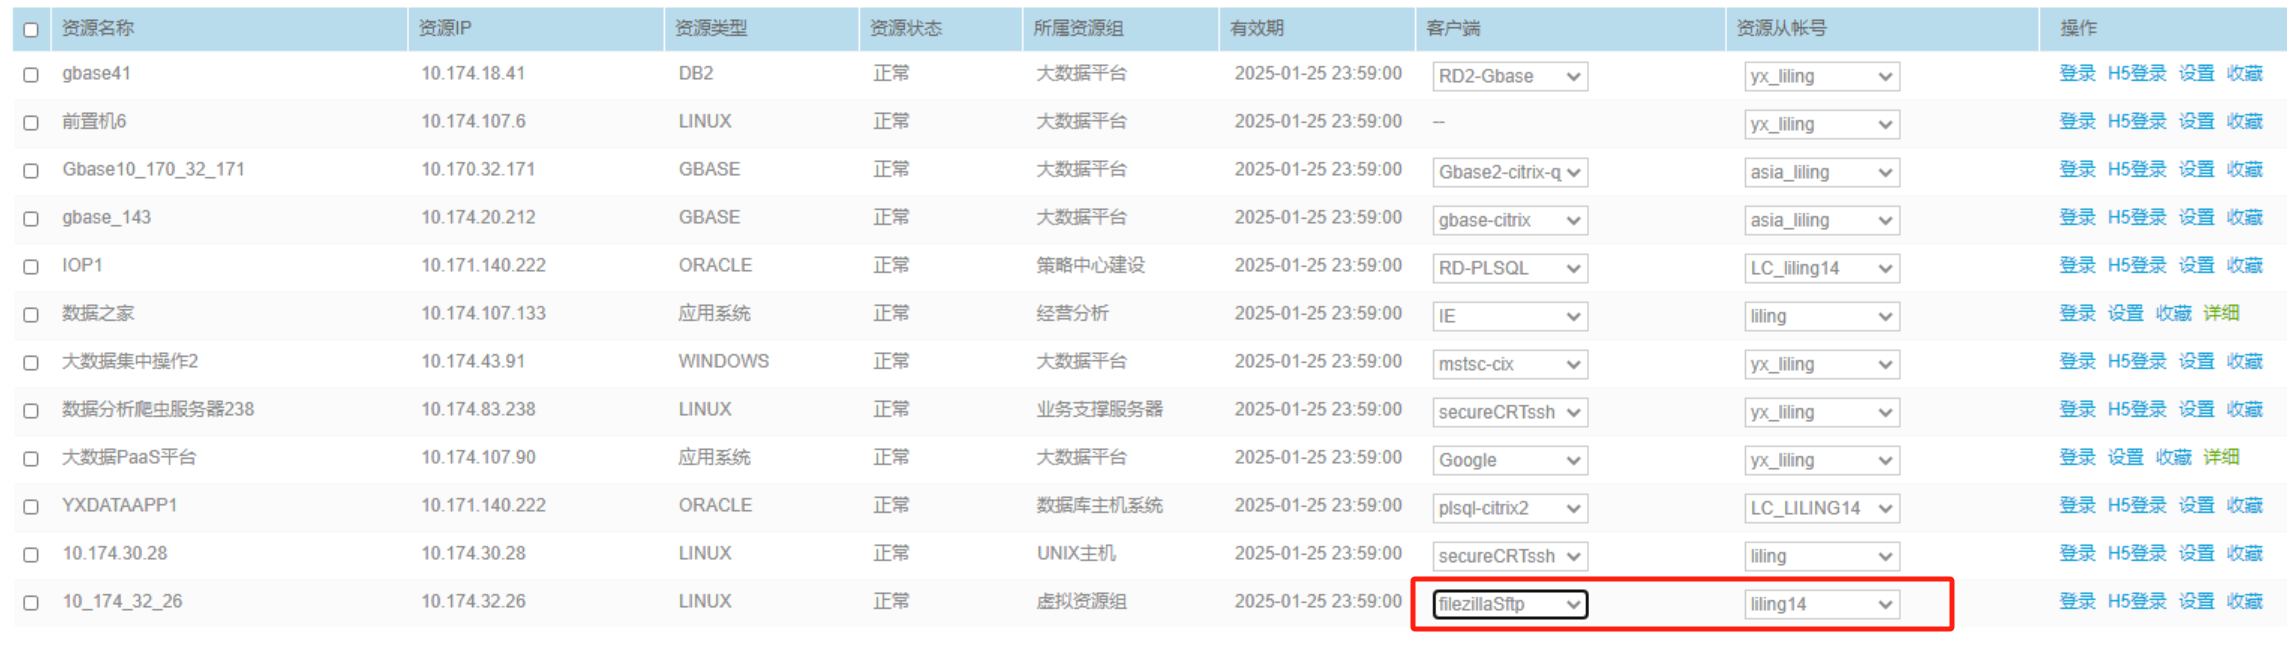 资源名称 资源IP 资源类型 资源状态 所属资源组 有效期 客户端 资源从帐号 操作
gbase41 10.174.18.41 DB2 正常 大数据平台 2025-01-25 23:59:00 RD2-Gbase yx_liling 登录 H5登录 设置 收藏
前置机6 10.174.107.6 LINUX 正常 大数据平台 2025-01-25 23:59:00 -- yx_liling 登录 H5登录 设置 收藏
Gbase10_170_32_171 10.170.32.171 GBASE 正常 大数据平台 2025-01-25 23:59:00 Gbase2-citrix-q asia_liling 登录 H5登录 设置 收藏
gbase_143 10.174.20.212 GBASE 正常 大数据平台 2025-01-25 23:59:00 gbase-citrix asia_liling 登录 H5登录 设置 收藏
IOP1 10.171.140.222 ORACLE 正常 策略中心建设 2025-01-25 23:59:00 RD-PLSQL LC_liling14 登录 H5登录 设置 收藏
数据之家 10.174.107.133 应用系统 正常 经营分析 2025-01-25 23:59:00 IE liling 登录 设置 收藏 详细
大数据集中操作2 10.174.43.91 WINDOWS 正常 大数据平台 2025-01-25 23:59:00 mstsc-cix yx_liling 登录 H5登录 设置 收藏
数据分析爬虫服务器238 10.174.83.238 LINUX 正常 业务支撑服务器 2025-01-25 23:59:00 secureCRTssh yx_liling 登录 H5登录 设置 收藏
大数据PaaS平台 10.174.107.90 应用系统 正常 大数据平台 2025-01-25 23:59:00 Google yx_liling 登录 设置 收藏 详细
YXDATAAPP1 10.171.140.222 ORACLE 正常 数据库主机系统 2025-01-25 23:59:00 plsql-citrix2 LC_LILING14 登录 H5登录 设置 收藏
10.174.30.28 10.174.30.28 LINUX 正常 UNIX主机 2025-01-25 23:59:00 secureCRTssh liling 登录 H5登录 设置 收藏
10_174_32_26 10.174.32.26 LINUX 正常 虚拟资源组 2025-01-25 23:59:00 filezillaSftp liling14 登录 H5登录 设置 收藏